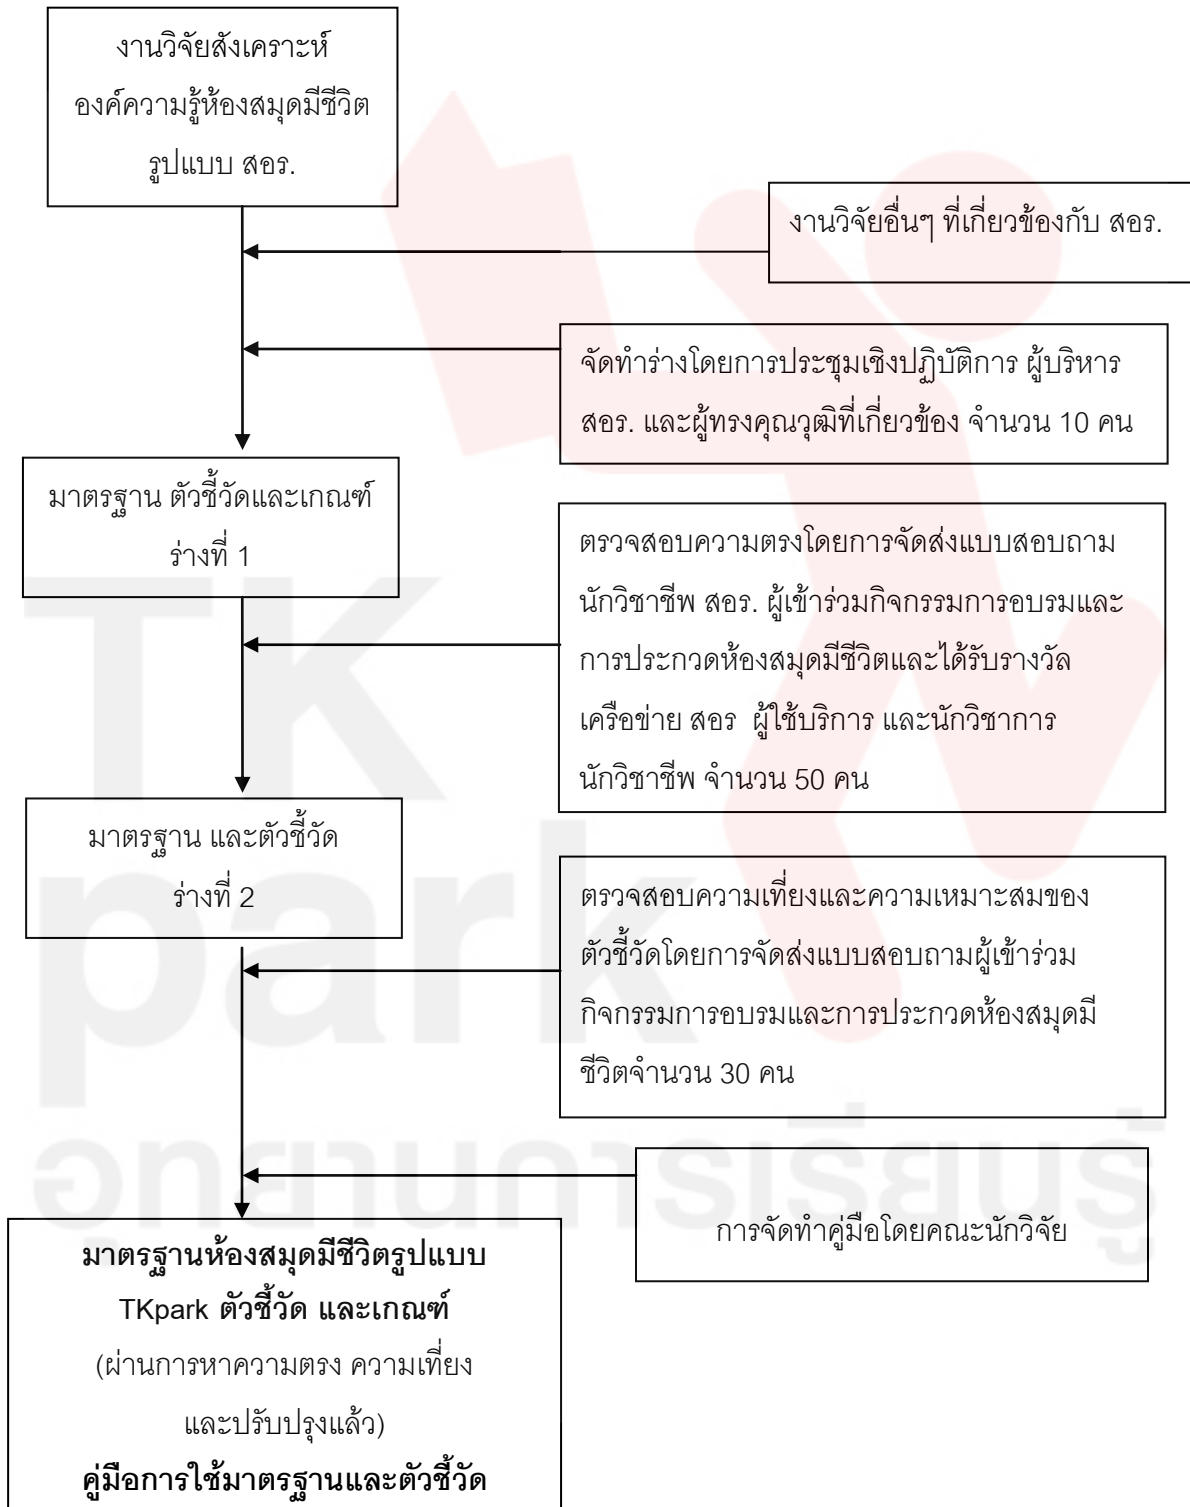 งานวิจัยสังเคราะห์
องค์ความรู้ห้องสมุดมีชีวิต
รูปแบบ สอร.
งานวิจัยอื่นๆ ที่เกี่ยวข้องกับ สอร.
จัดทำร่างโดยการประชุมเชิงปฏิบัติการ ผู้บริหาร
สอร. และผู้ทรงคุณวุฒิที่เกี่ยวข้อง จำนวน 10 คน
มาตรฐาน ตัวชี้วัดและเกณฑ์
ร่างที่ 1
ตรวจสอบความตรงโดยการจัดส่งแบบสอบถาม
นักวิชาชีพ สอร. ผู้เข้าร่วมกิจกรรมการอบรมและ
การประกวดห้องสมุดมีชีวิตและได้รับรางวัล
เครือข่าย สอร ผู้ใช้บริการ และนักวิชาการ
นักวิชาชีพ จำนวน 50 คน
มาตรฐาน และตัวชี้วัด
ร่างที่ 2
ตรวจสอบความเที่ยงและความเหมาะสมของ
ตัวชี้วัดโดยการจัดส่งแบบสอบถามผู้เข้าร่วม
กิจกรรมการอบรมและการประกวดห้องสมุดมี
ชีวิตจำนวน 30 คน
การจัดทำคู่มือโดยคณะนักวิจัย
มาตรฐานห้องสมุดมีชีวิตรูปแบบ
TKpark ตัวชี้วัด และเกณฑ์
(ผ่านการหาความตรง ความเที่ยง
และปรับปรุงแล้ว)
คู่มือการใช้มาตรฐานและตัวชี้วัด
TK
park
อุทยานการเรียนรู้